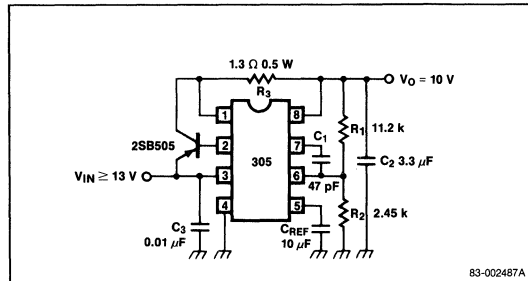 1.3 Ω 0.5 W
R3
VO = 10 V
1
8
R1 11.2 k
2SB505
2
7
C1
305
C2 3.3 μF
VIN ≥ 13 V
3
6
47 pF
4
5
R2 2.45 k
C3
0.01 μF
CREF
10 μF
83-002487A